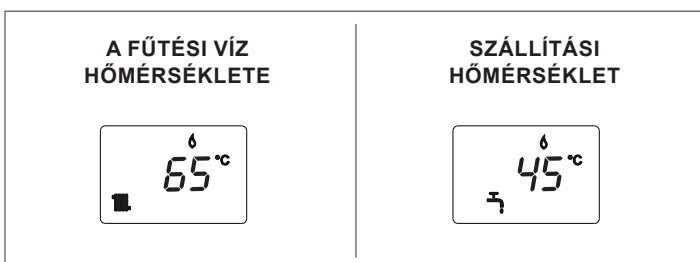 A FŰTÉSI VÍZ
HŐMÉRSÉKLETE
65 °C
SZÁLLÍTÁSI
HŐMÉRSÉKLET
45 °C